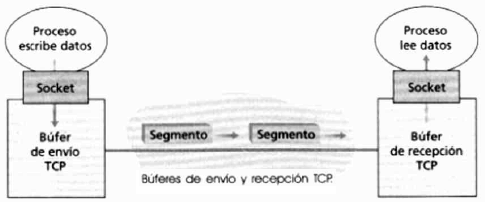 Proceso
escribe datos
Proceso
lee datos
Socket
Socket
Búfer
de envío
TCP
Segmento
Segmento
Búfer
de recepción
TCP
Búferes de envío y recepción TCP.